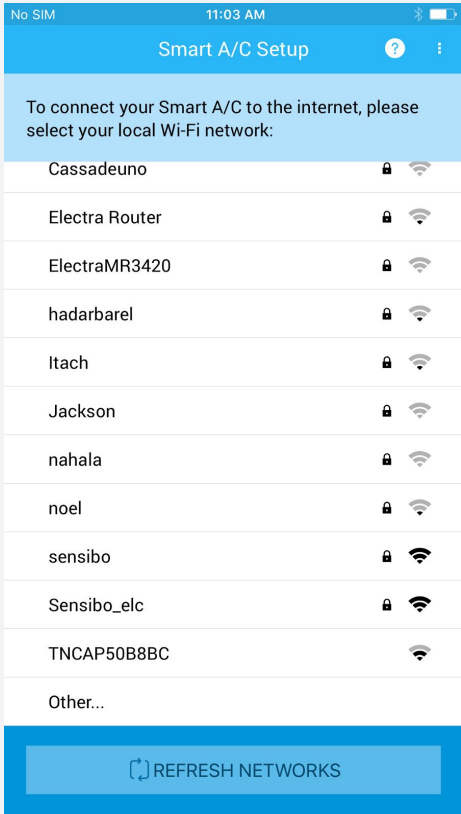 No SIM 11:03 AM
Smart A/C Setup ?
To connect your Smart A/C to the internet, please
select your local Wi-Fi network:
Cassadeuno
Electra Router
ElectraMR3420
hadarbarel
Itach
Jackson
nahala
noel
sensibo
Sensibo_elc
TNCAP50B8BC
Other...
REFRESH NETWORKS